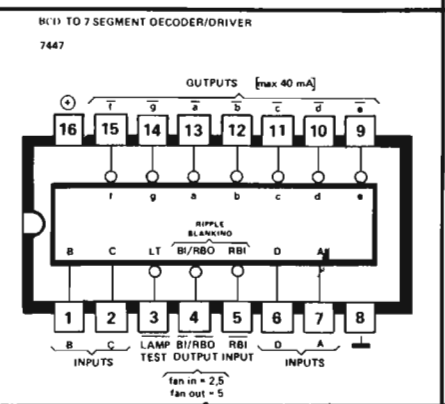 BCD TO 7 SEGMENT DECODER/DRIVER
7447
OUTPUTS [max 40 mA]
+ f g a b c d e
16 15 14 13 12 11 10 9
f g a b c d e
RIPPLE
BLANKING
B C LT BI/RBO RBI D A
1 2 3 4 5 6 7 8
B C LAMP BI/RBO RBI D A
INPUTS TEST OUTPUT INPUT INPUTS
fan in = 2,5
fan out = 5